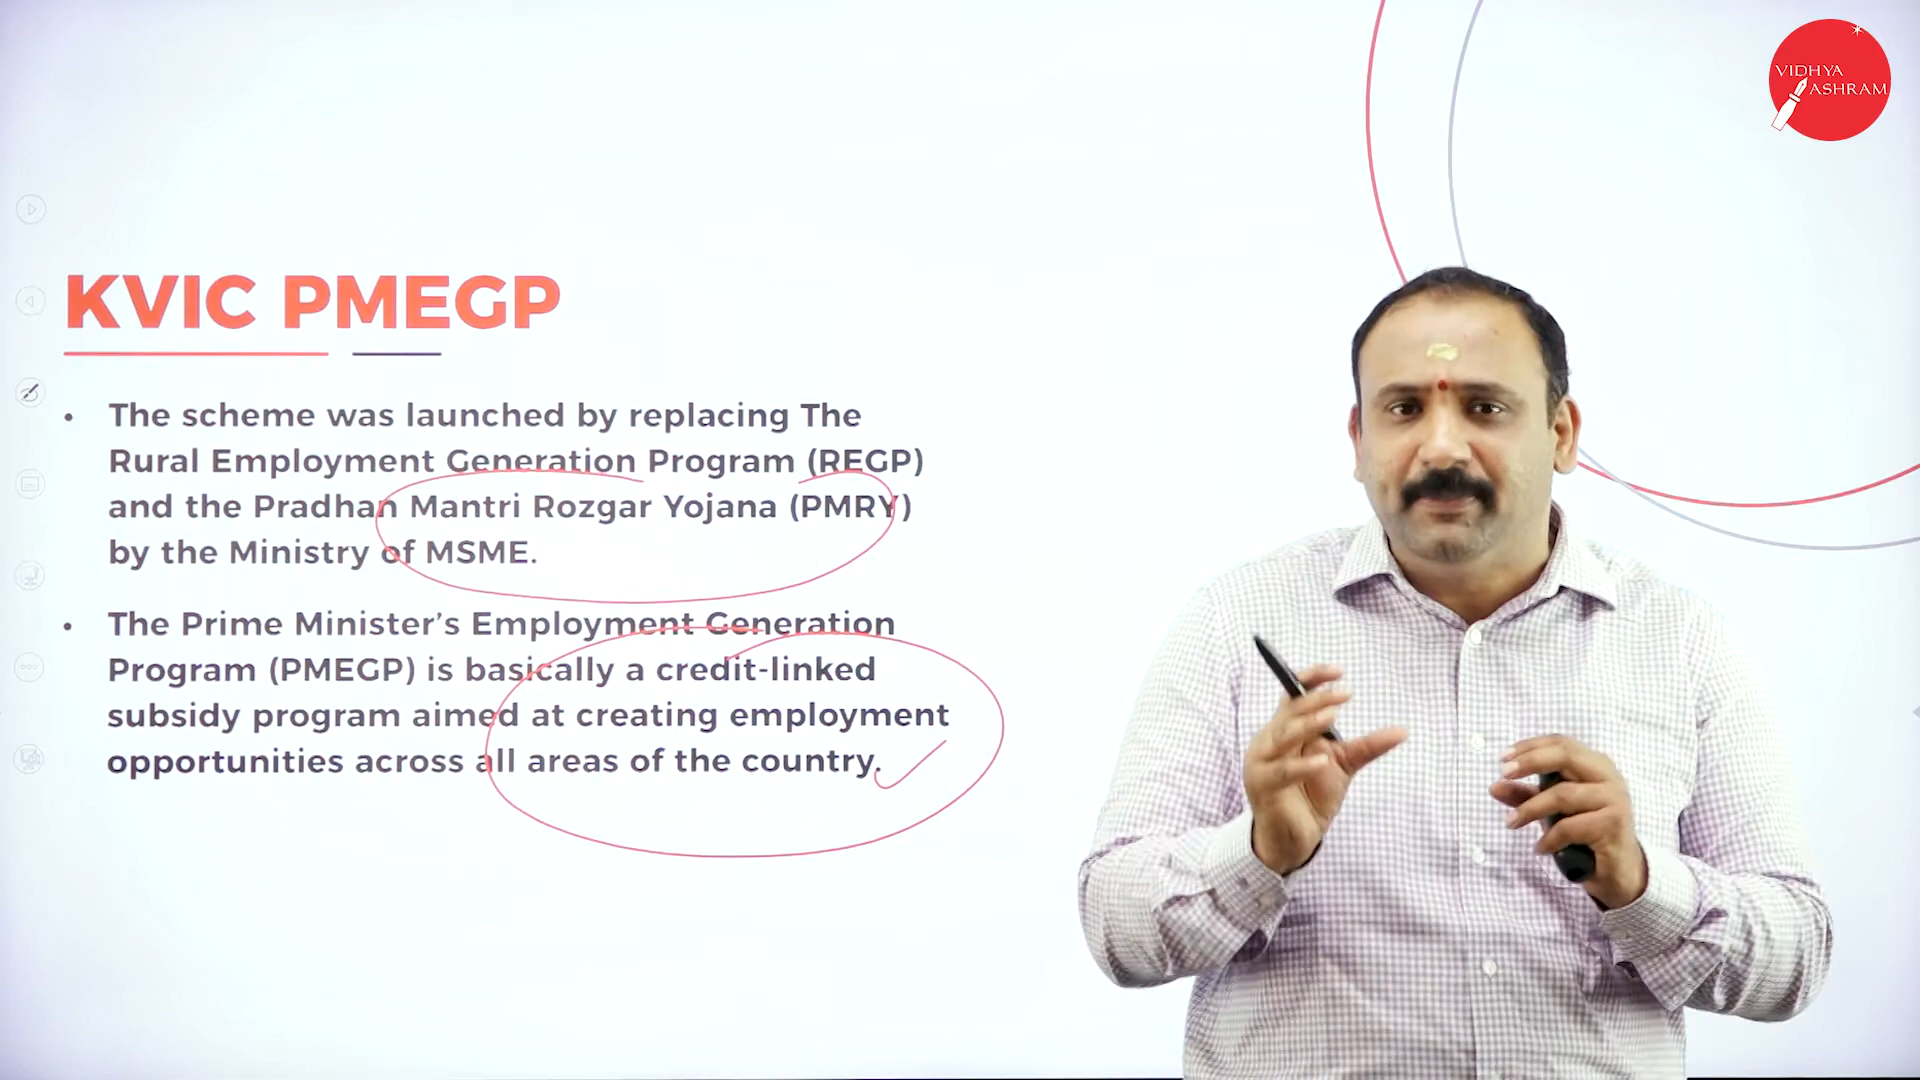 VIDHYA
ASHRAM
KVIC PMEGP
• The scheme was launched by replacing The
Rural Employment Generation Program (REGP)
and the Pradhan Mantri Rozgar Yojana (PMRY)
by the Ministry of MSME.
• The Prime Minister’s Employment Generation
Program (PMEGP) is basically a credit-linked
subsidy program aimed at creating employment
opportunities across all areas of the country.